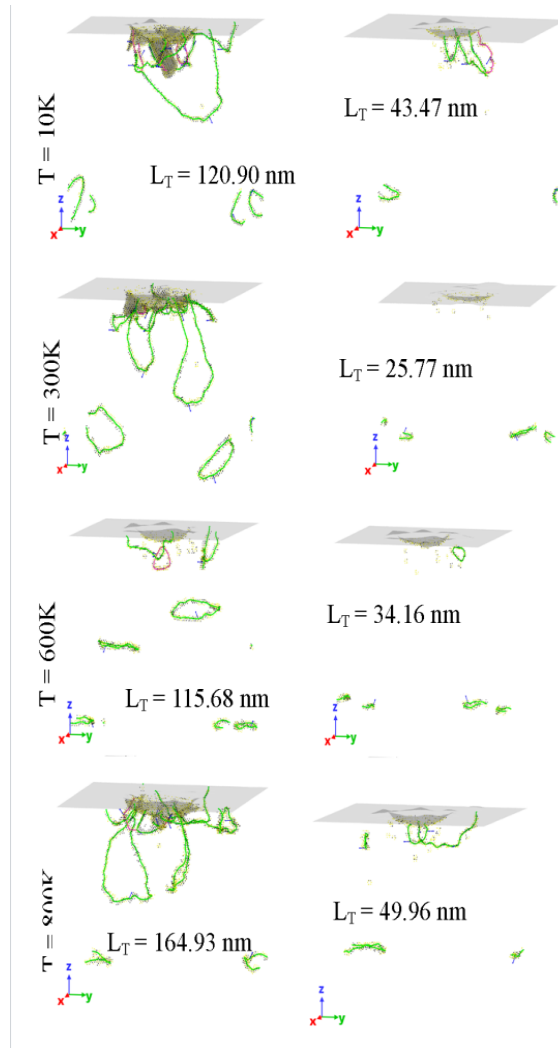 T = 10K
L_T = 120.90 nm
L_T = 43.47 nm
z
x y
z
x y
T = 300K
L_T = 25.77 nm
z
x y
z
x y
T = 600K
L_T = 115.68 nm
L_T = 34.16 nm
z
x y
z
x y
T = 800K
L_T = 164.93 nm
L_T = 49.96 nm
z
x y
z
x y